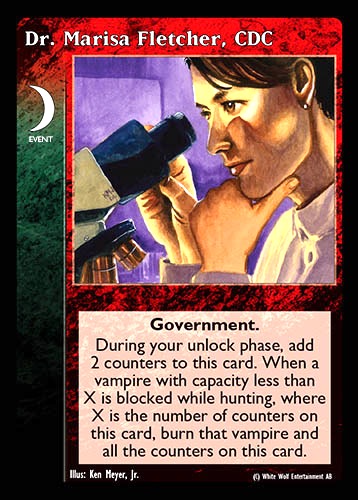 Dr. Marisa Fletcher, CDC
EVENT
Government.
During your unlock phase, add
2 counters to this card. When a
vampire with capacity less than
X is blocked while hunting, where
X is the number of counters on
this card, burn that vampire and
all the counters on this card.
Illus: Ken Meyer, Jr.
(C) White Wolf Entertainment AB